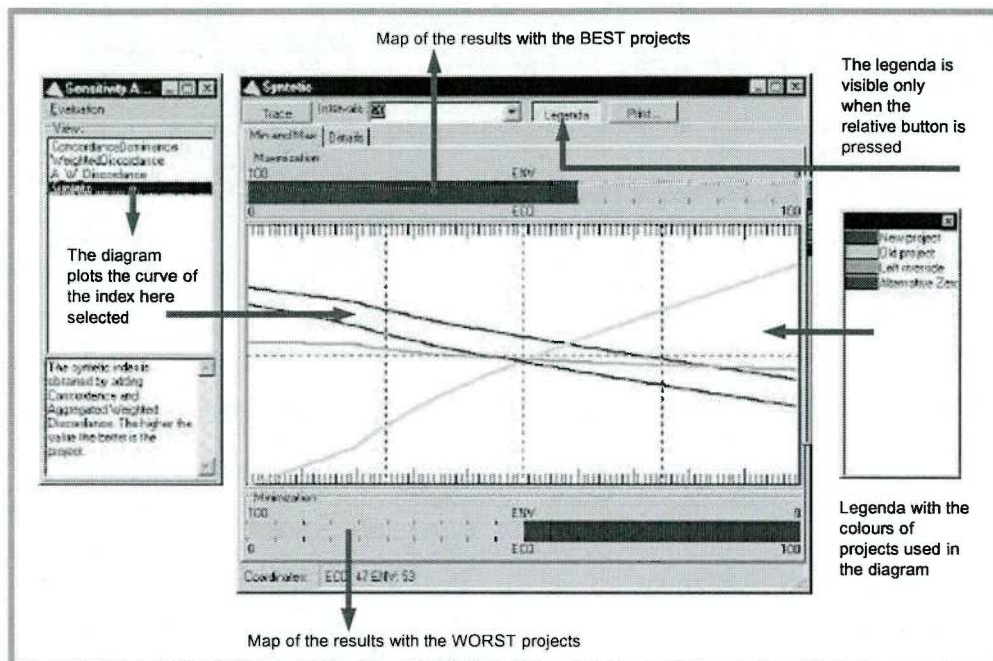 Map of the results with the BEST projects
The legenda is
visible only
when the
relative button is
pressed
Sensitivity A...
Evaluation
View:
ConcordanceDominance
WeightedDiscordance
A. W. Discordance
The diagram
plots the curve of
the index here
selected
The syntetic index is
obtained by adding
Concordance and
Aggregated Weighted
Discordance. The higher the
value the better is the
project.
Syntetic
Trace Intervals 20 Legenda Print...
Min and Max Details
Maximization
100 ENV 0
0 ECO 100
Minimization
100 ENV 0
0 ECO 100
Coordinates: ECO: 47 ENV: 53
New project
Old project
Left riverside
Alternative Zero
Legenda with the
colours of
projects used in
the diagram
Map of the results with the WORST projects